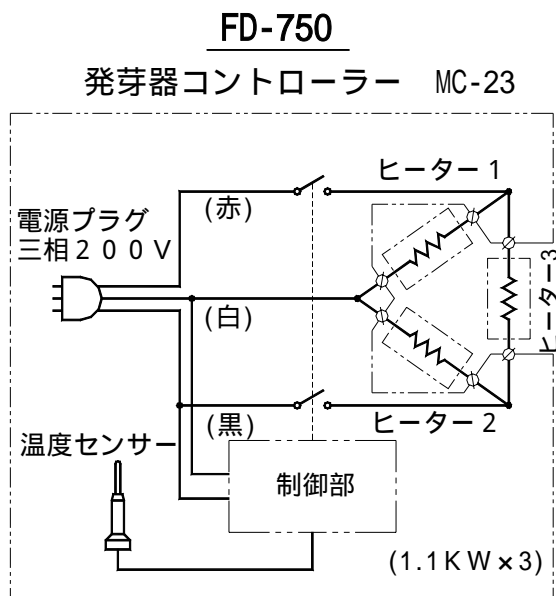 FD-750
発芽器コントローラー MC-23
ヒーター1
(赤)
電源プラグ
三相200V
ヒーター3
(白)
(黒)
ヒーター2
温度センサー
制御部
(1.1KW×3)